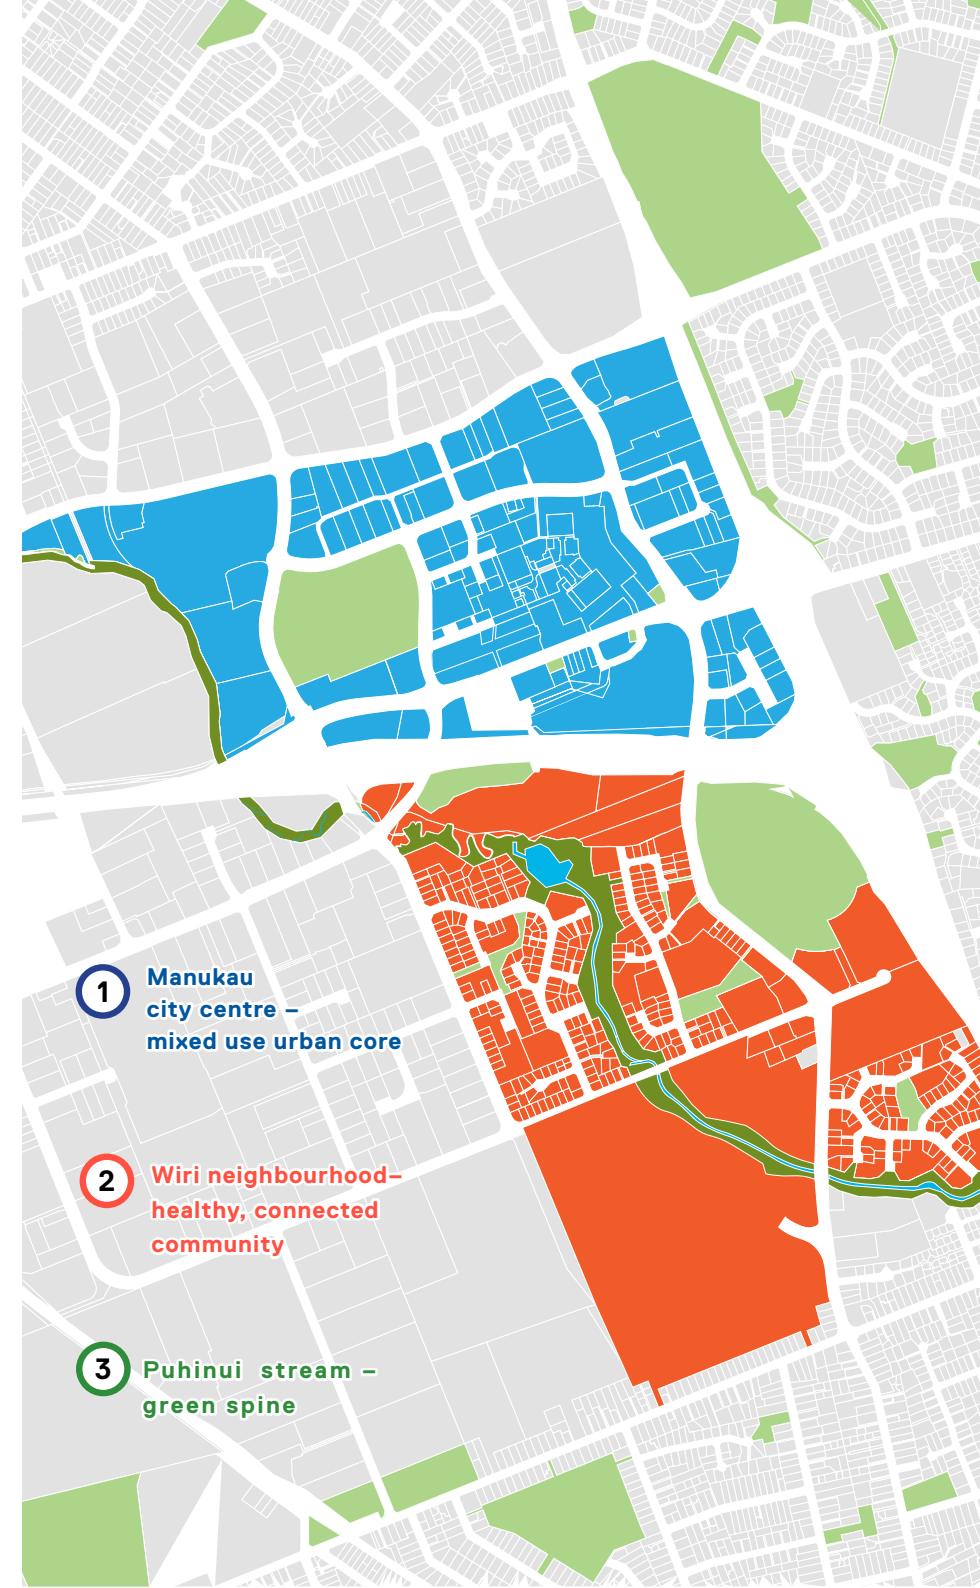 1
Manukau
city centre –
mixed use urban core
2
Wiri neighbourhood–
healthy, connected
community
3
Puhinui stream –
green spine